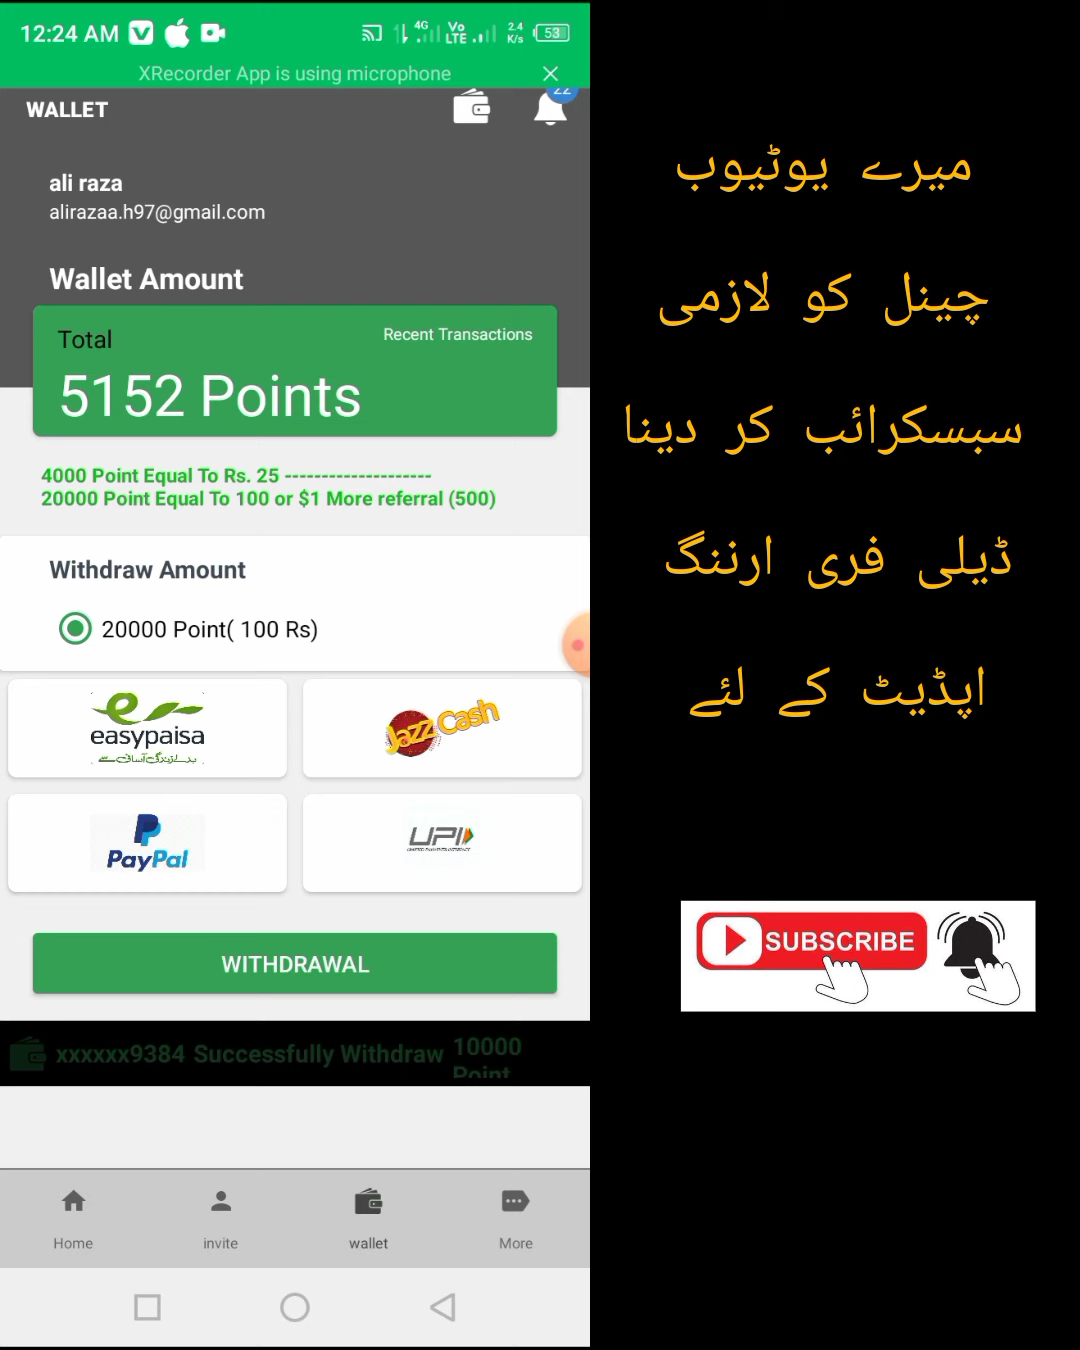 12:24 AM
4G
Vo
LTE
2.4
K/s
53
XRecorder App is using microphone
WALLET
22
ali raza
alirazaa.h97@gmail.com
Wallet Amount
Total
Recent Transactions
5152 Points
4000 Point Equal To Rs. 25 --------------------
20000 Point Equal To 100 or $1 More referral (500)
Withdraw Amount
20000 Point( 100 Rs)
easypaisa
JazzCash
PayPal
UPI
WITHDRAWAL
xxxxxx9384 Successfully Withdraw 10000
Point
Home
invite
wallet
More
میرے یوٹیوب
چینل کو لازمی
سبسکرائب کر دینا
ڈیلی فری ارننگ
اپڈیٹ کے لئے
SUBSCRIBE